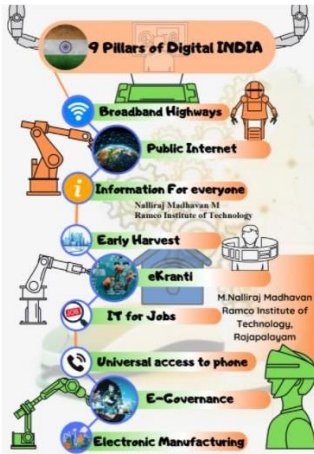 9 Pillars of Digital INDIA
Broadband Highways
Public Internet
Information For everyone
Nalliraj Madhavan M
Ramco Institute of Technology
Early Harvest
eKranti
M.Nalliraj Madhavan
Ramco Institute of
Technology,
Rajapalayam
JOB
IT for Jobs
Universal access to phone
E-Governance
Electronic Manufacturing